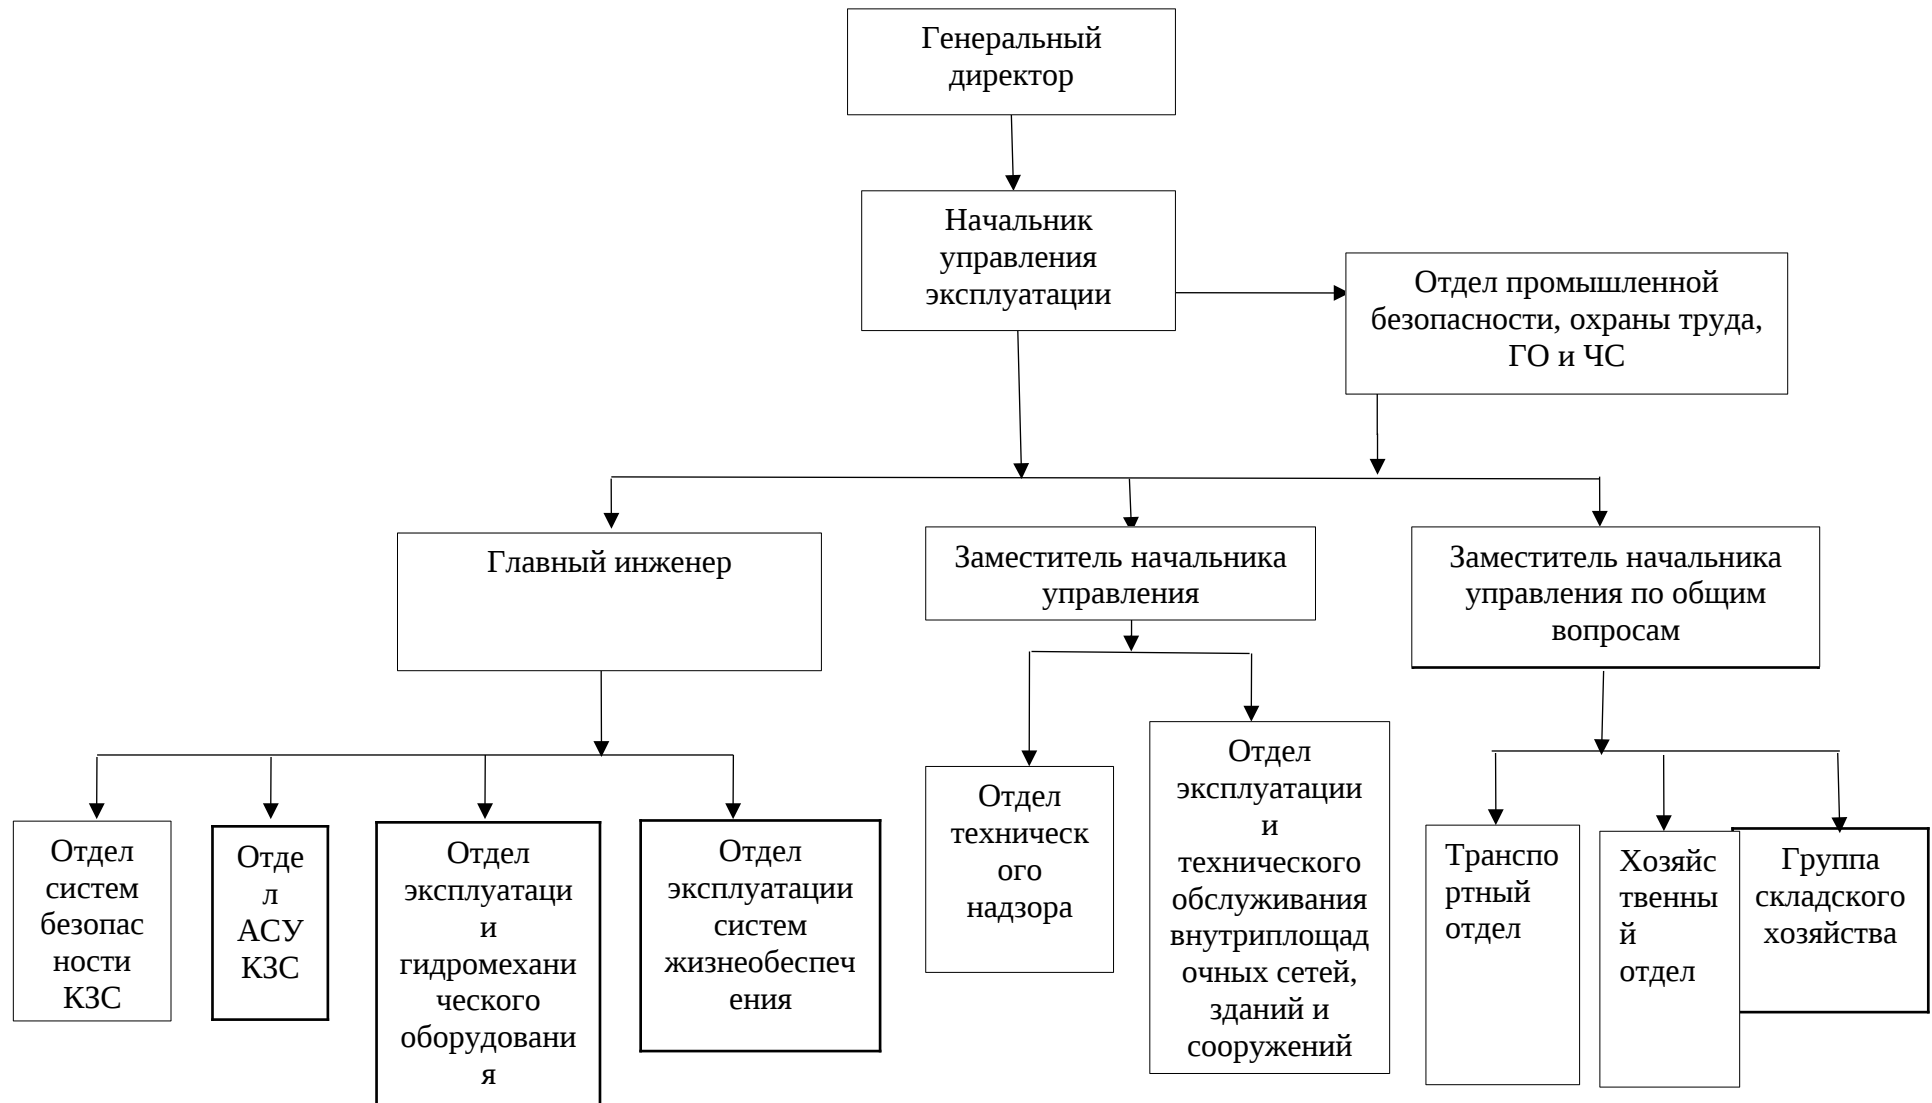 Генеральный
директор
Начальник
управления
эксплуатации
Отдел промышленной
безопасности, охраны труда,
ГО и ЧС
Главный инженер
Заместитель начальника
управления
Заместитель начальника
управления по общим
вопросам
Отдел
систем
безопас
ности
КЗС
Отде
л
АСУ
КЗС
Отдел
эксплуатаци
и
гидромехани
ческого
оборудовани
я
Отдел
эксплуатации
систем
жизнеобеспеч
ения
Отдел
техническ
ого
надзора
Отдел
эксплуатации
и
технического
обслуживания
внутриплощад
очных сетей,
зданий и
сооружений
Транспо
ртный
отдел
Хозяйс
твенны
й
отдел
Группа
складского
хозяйства